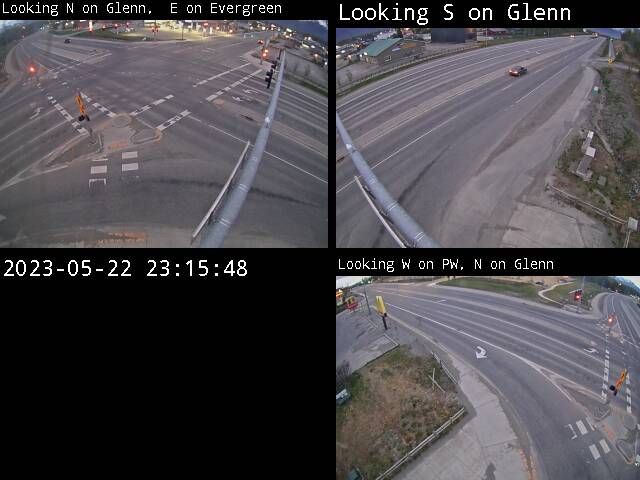 Looking N on Glenn,  E on Evergreen
Looking S on Glenn
2023-05-22 23:15:48
Looking W on PW, N on Glenn